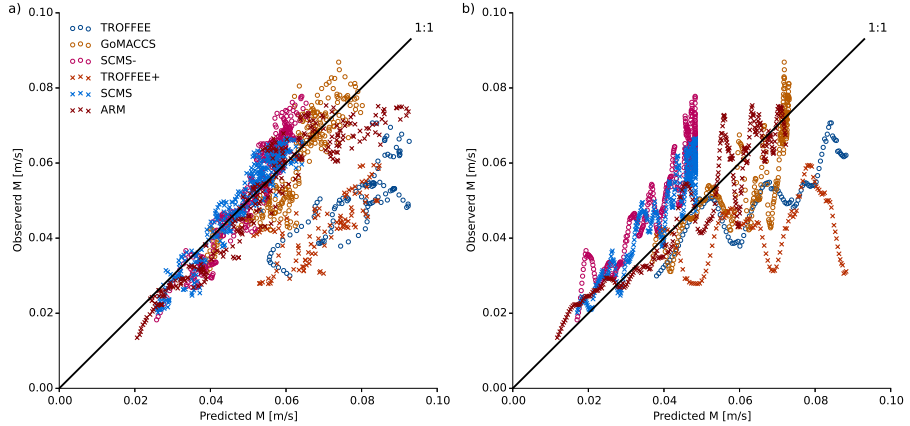 a)
0.10
1:1
TROFFEE
GoMACCS
SCMS-
TROFFEE+
SCMS
ARM
0.08
0.06
0.04
0.02
0.00
Observerd M [m/s]
0.00 0.02 0.04 0.06 0.08 0.10
Predicted M [m/s]
b)
0.10
1:1
0.08
0.06
0.04
0.02
0.00
Observerd M [m/s]
0.00 0.02 0.04 0.06 0.08 0.10
Predicted M [m/s]